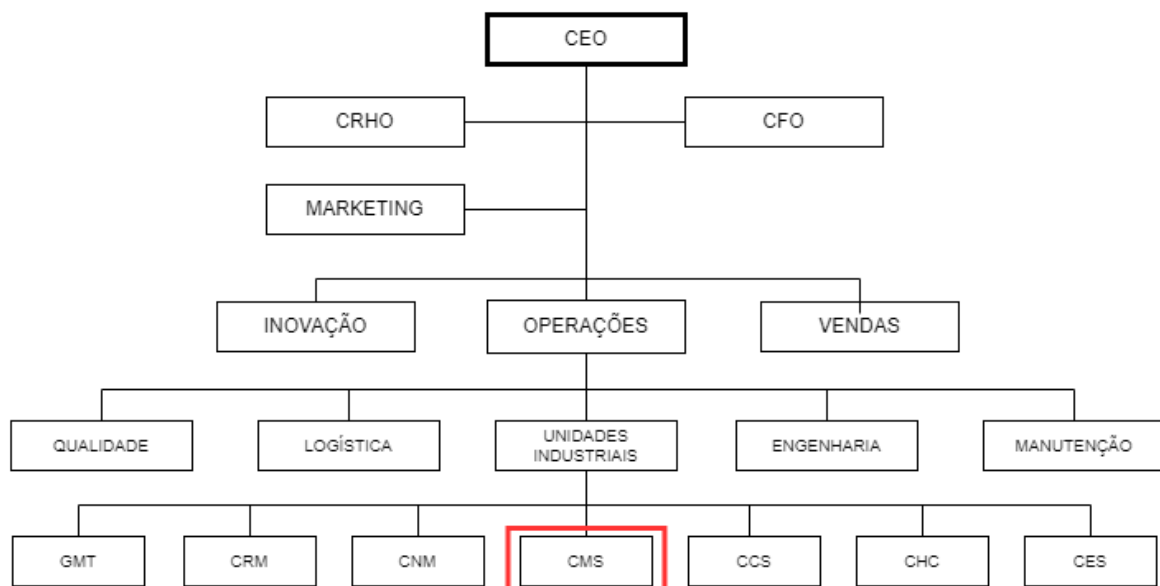 CEO
CRHO
CFO
MARKETING
INOVAÇÃO
OPERAÇÕES
VENDAS
QUALIDADE
LOGÍSTICA
UNIDADES
INDUSTRIAIS
ENGENHARIA
MANUTENÇÃO
GMT
CRM
CNM
CMS
CCS
CHC
CES